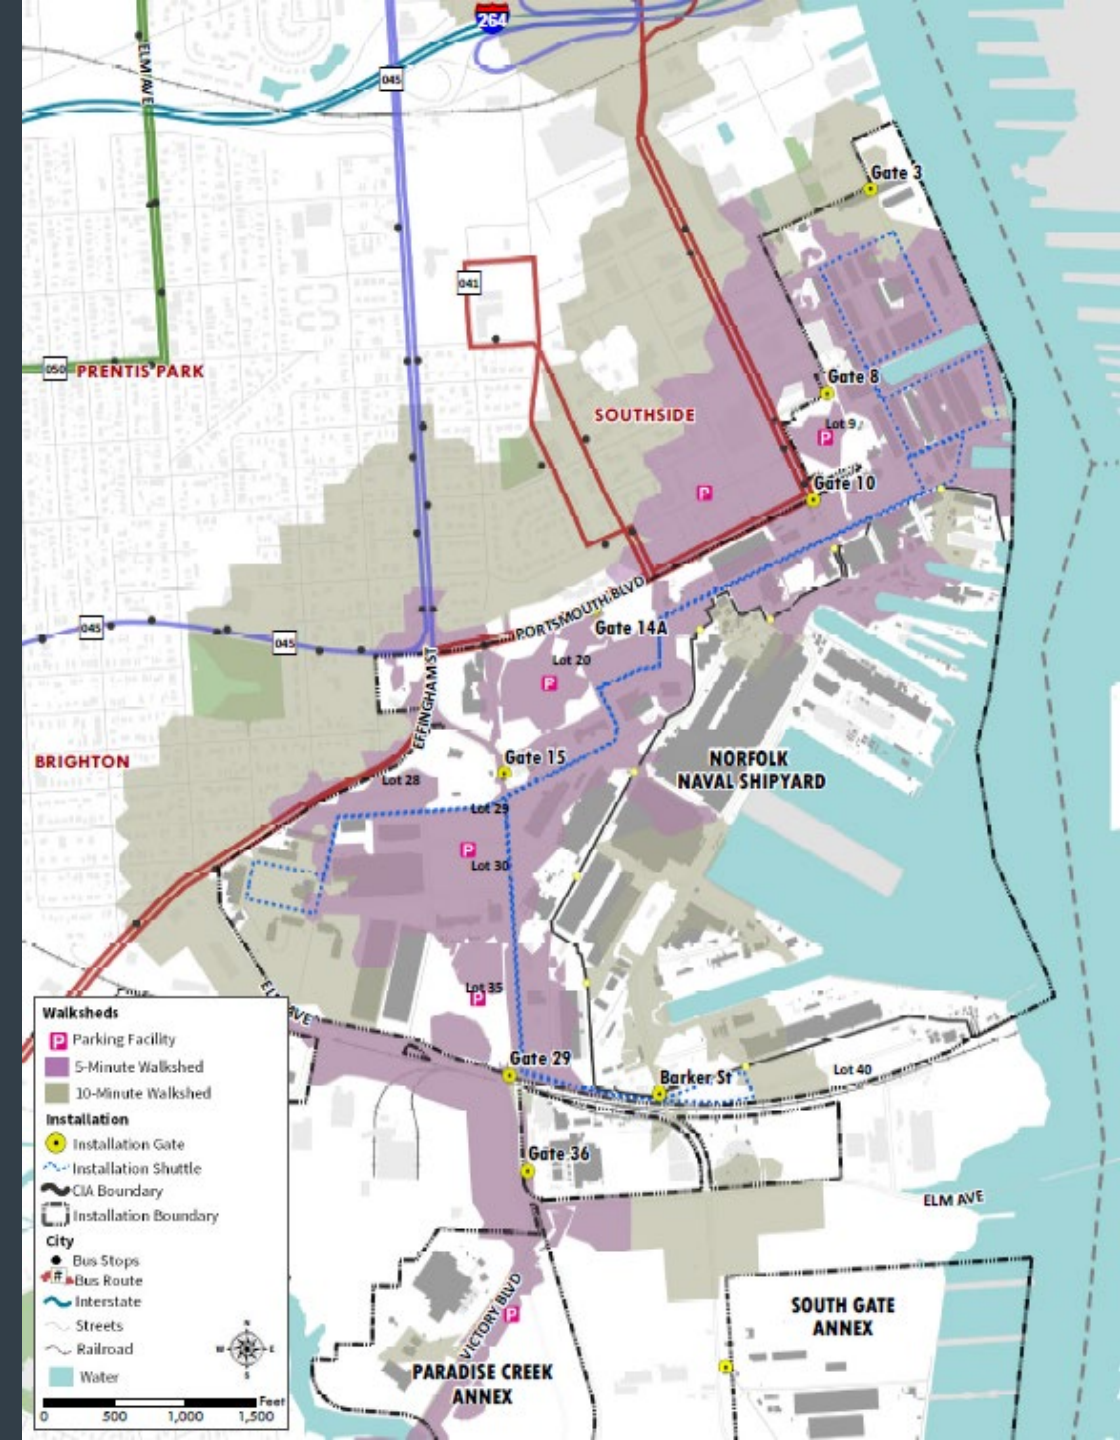 264
ELM AVE
045
Gate 3
041
050
PRENTIS PARK
Gate 8
SOUTHSIDE
Lot 9
P
P
Gate 10
PORTSMOUTH BLVD
045
045
Gate 14A
EFFINGHAM ST
Lot 20
P
BRIGHTON
Gate 15
NORFOLK
NAVAL SHIPYARD
Lot 28
Lot 29
P
Lot 30
Lot 35
P
ELM AVE
Gate 29
Barker St
Lot 40
Gate 36
ELM AVE
VICTORY BLVD
P
SOUTH GATE
ANNEX
PARADISE CREEK
ANNEX
Walksheds
P Parking Facility
5-Minute Walkshed
10-Minute Walkshed
Installation
Installation Gate
Installation Shuttle
CIA Boundary
Installation Boundary
City
Bus Stops
# Bus Route
Interstate
Streets
Railroad
Water
N
W E
S
Feet
0 500 1,000 1,500